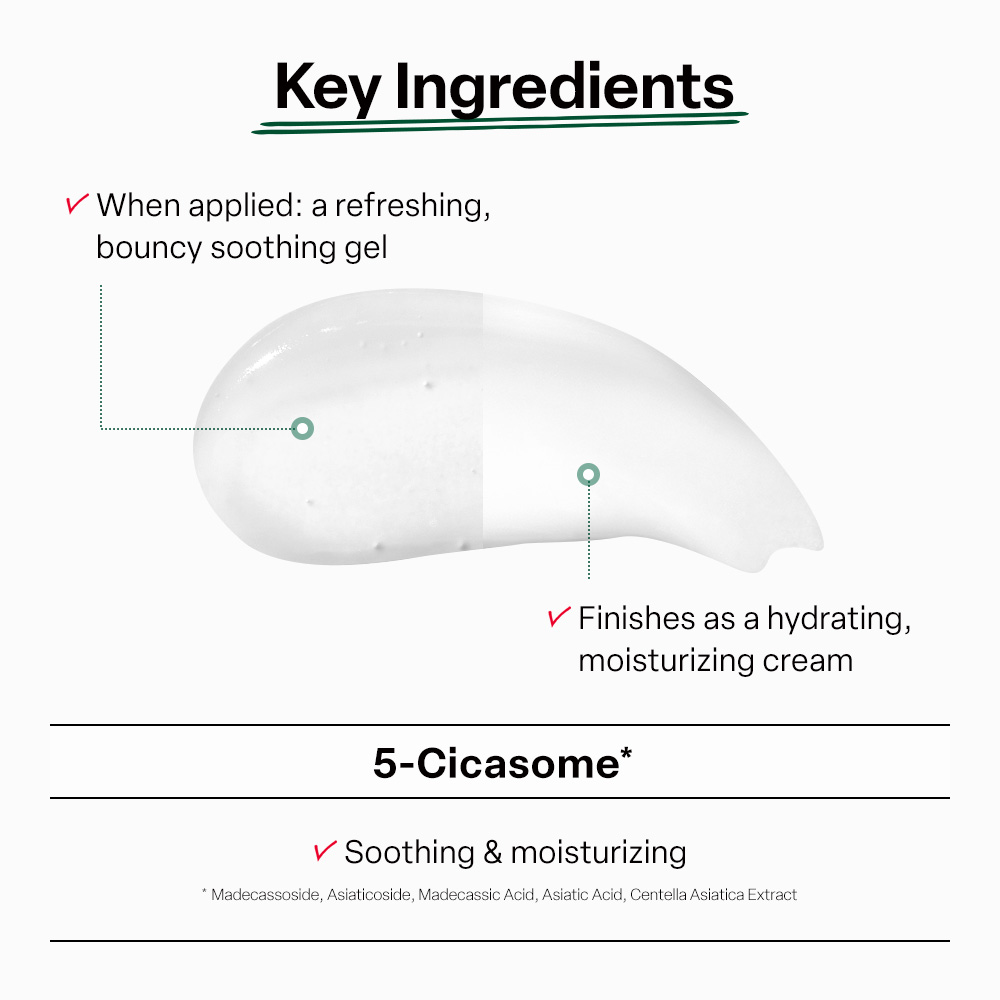 Key Ingredients
When applied: a refreshing,
bouncy soothing gel
Finishes as a hydrating,
moisturizing cream
5-Cicasome*
Soothing & moisturizing
* Madecassoside, Asiaticoside, Madecassic Acid, Asiatic Acid, Centella Asiatica Extract